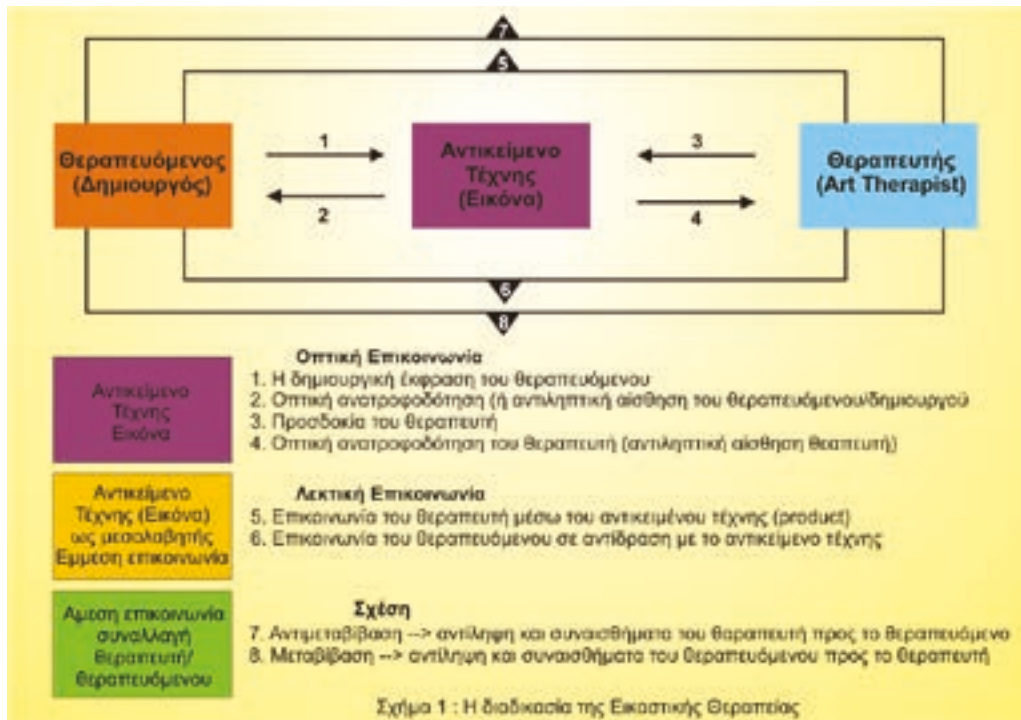 7
5
Θεραπευόμενος
(Δημιουργός)
1
2
Αντικείμενο
Τέχνης
(Εικόνα)
3
4
Θεραπευτής
(Art Therapist)
6
8
Αντικείμενο
Τέχνης
Εικόνα
Οπτική Επικοινωνία
1. Η δημιουργική έκφραση του θεραπευόμενου
2. Οπτική ανατροφοδότηση (ή αντιληπτική αίσθηση του θεραπευόμενου/δημιουργού
3. Προσδοκία του θεραπευτή
4. Οπτική ανατροφοδότηση του θεραπευτή (αντιληπτική αίσθηση θεαπευτή)
Αντικείμενο
Τέχνης (Εικόνα)
ως μεσολαβητής
Εμμεση επικοινωνία
Λεκτική Επικοινωνία
5. Επικοινωνία του θεραπευτή μέσω του αντικειμένου τέχνης (product)
6. Επικοινωνία του θεραπευόμενου σε αντίδραση με το αντικείμενο τέχνης
Αμεση επικοινωνία
συναλλαγή
θεραπευτή/
θεραπευόμενου
Σχέση
7. Αντιμεταβίβαση --> αντίληψη και συναισθήματα του θαραπευτή προς το θεραπευόμενο
8. Μεταβίβαση --> αντίληψη και συναισθήματα του θεραπευόμενου προς το θεραπευτή
Σχήμα 1 : Η διαδικασία της Εικαστικής Θεραπείας